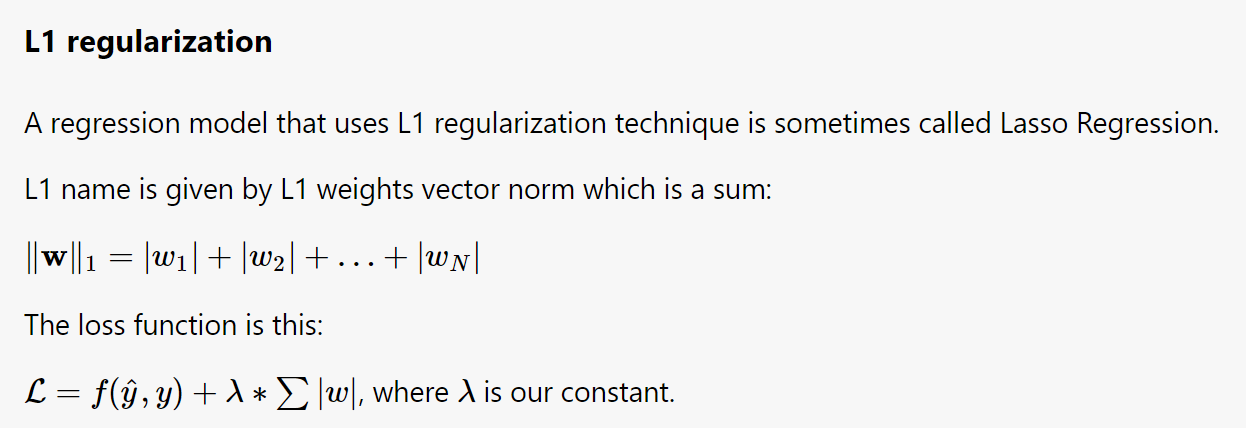 L1 regularization
A regression model that uses L1 regularization technique is sometimes called Lasso Regression.
L1 name is given by L1 weights vector norm which is a sum:
‖w‖₁ = |w₁| + |w₂| + … + |w_N|
The loss function is this:
ℒ = f(ŷ, y) + λ ∗ ∑ |w|, where λ is our constant.